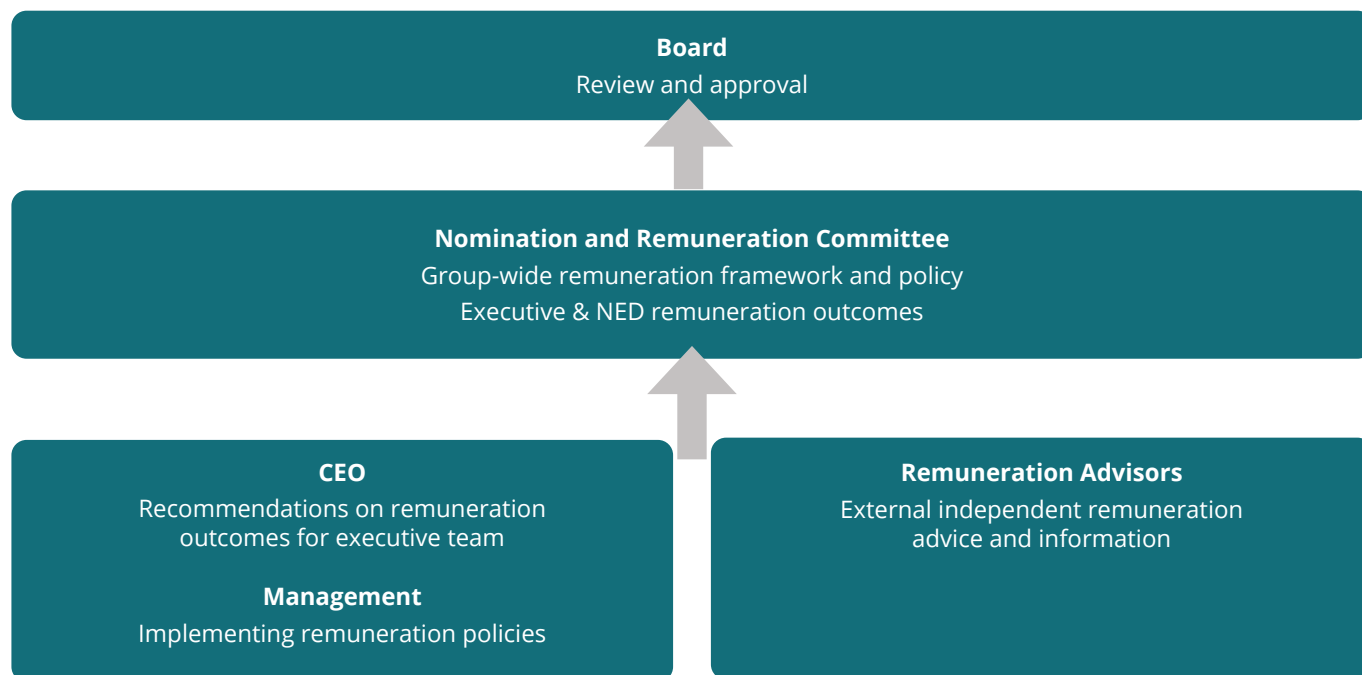 Board
Review and approval
Nomination and Remuneration Committee
Group-wide remuneration framework and policy
Executive & NED remuneration outcomes
CEO
Recommendations on remuneration
outcomes for executive team
Management
Implementing remuneration policies
Remuneration Advisors
External independent remuneration
advice and information